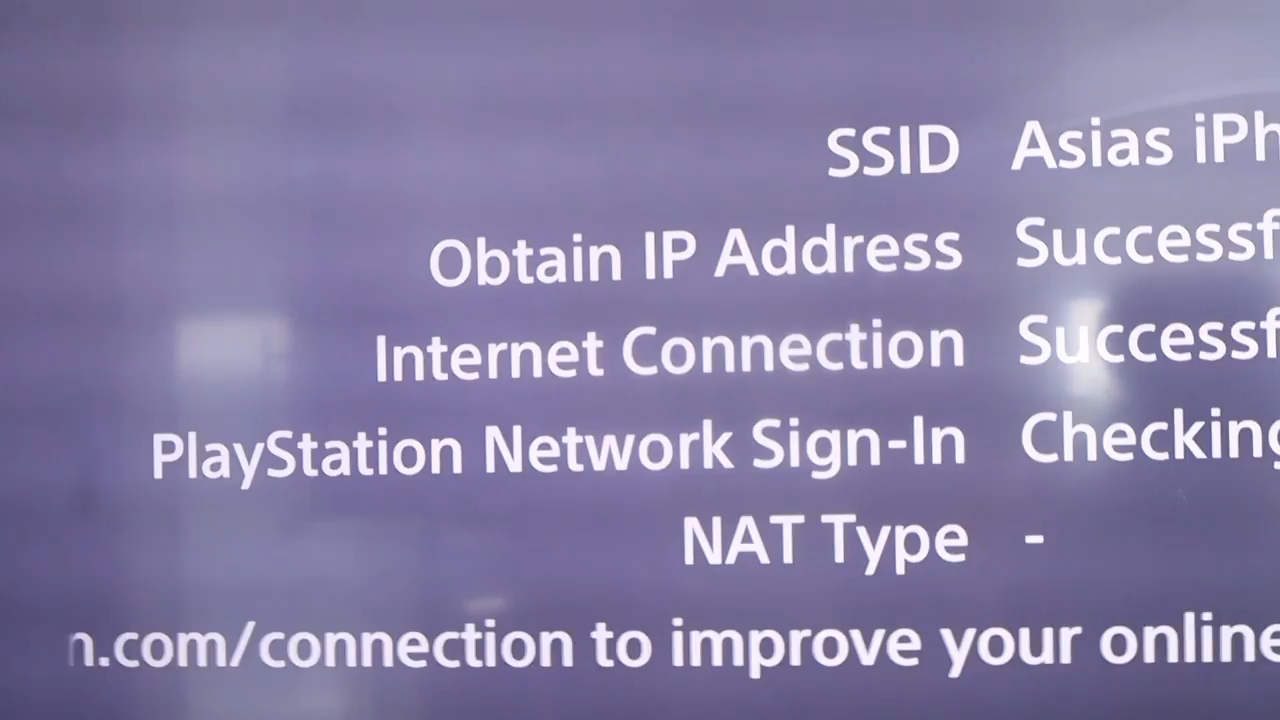 SSID Asias iPh
Obtain IP Address Successf
Internet Connection Successf
PlayStation Network Sign-In Checking
NAT Type -
n.com/connection to improve your online